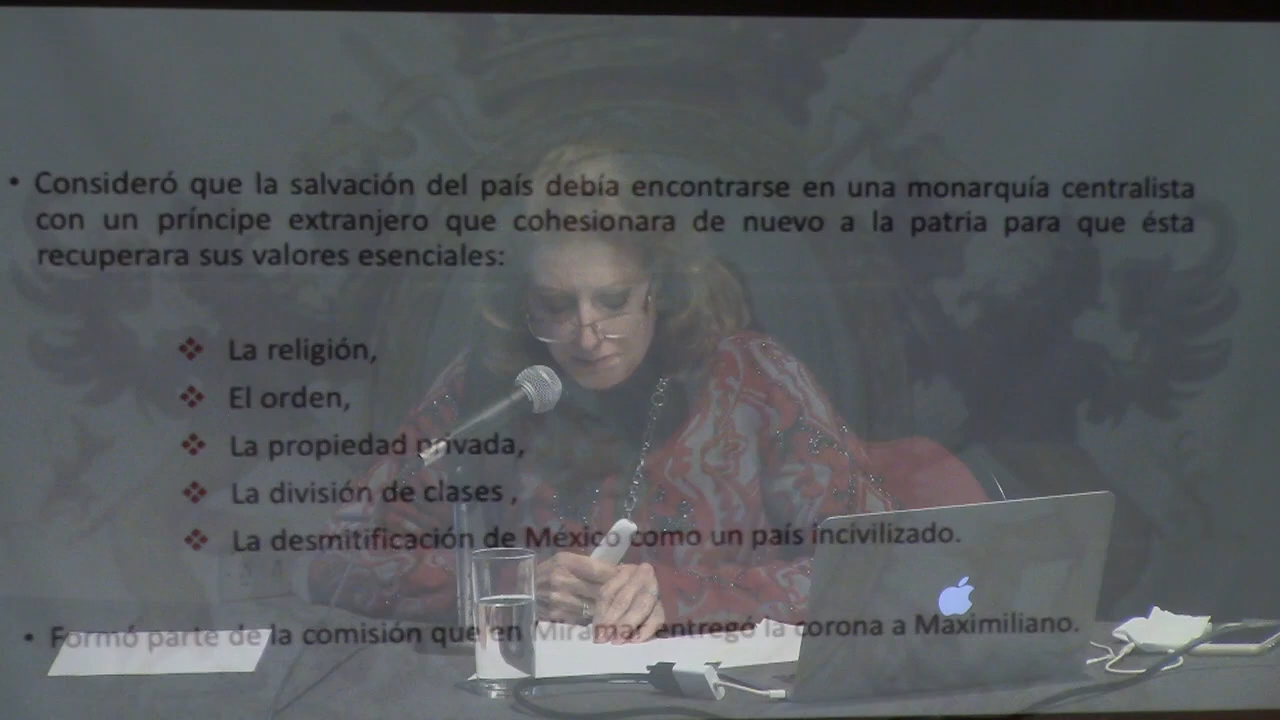 • Consideró que la salvación del país debía encontrarse en una monarquía centralista
con un príncipe extranjero que cohesionara de nuevo a la patria para que ésta
recuperara sus valores esenciales:
❖ La religión,
❖ El orden,
❖ La propiedad privada,
❖ La división de clases ,
❖ La desmitificación de México como un país incivilizado.
• Formó parte de la comisión que en Miramar entregó la corona a Maximiliano.